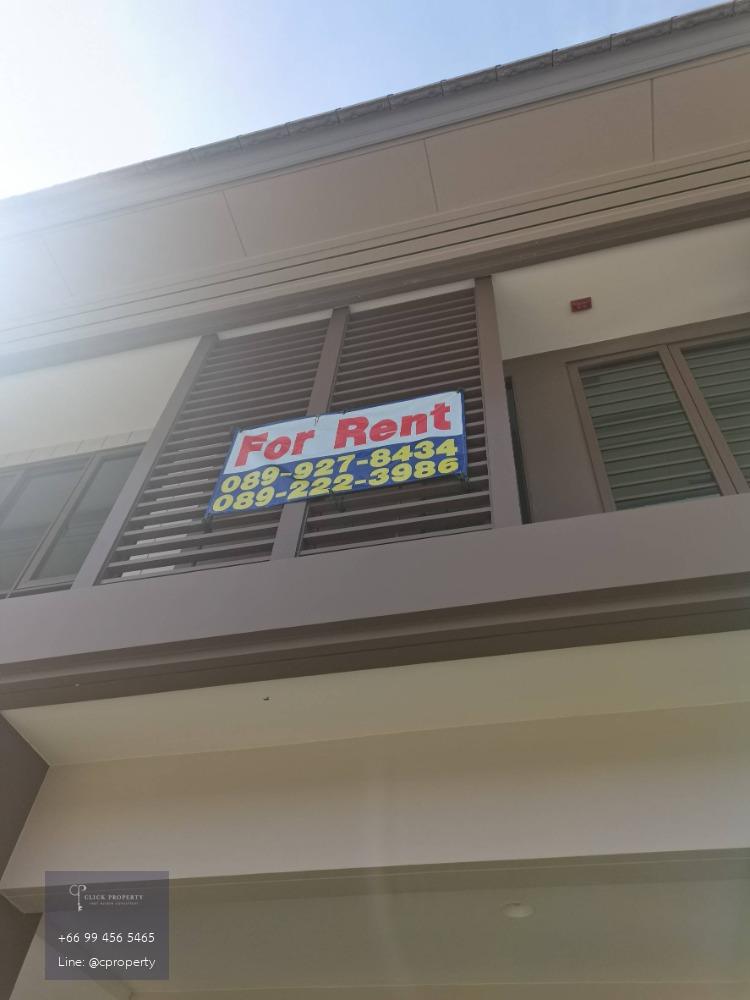 For Rent
089-927-8434
089-222-3986
CLICK PROPERTY
+66 99 456 5465
Line: @cproperty